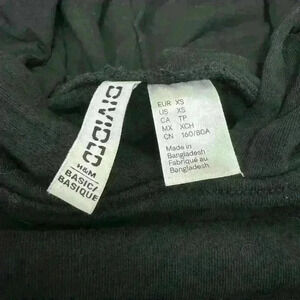 DIVIDED
H&M
BASIC/
BASIQUE
EUR XS
US XS
CA TP
MX XCH
CN 160/80A
Made in
Bangladesh
Fabriqué au
Bangladesh